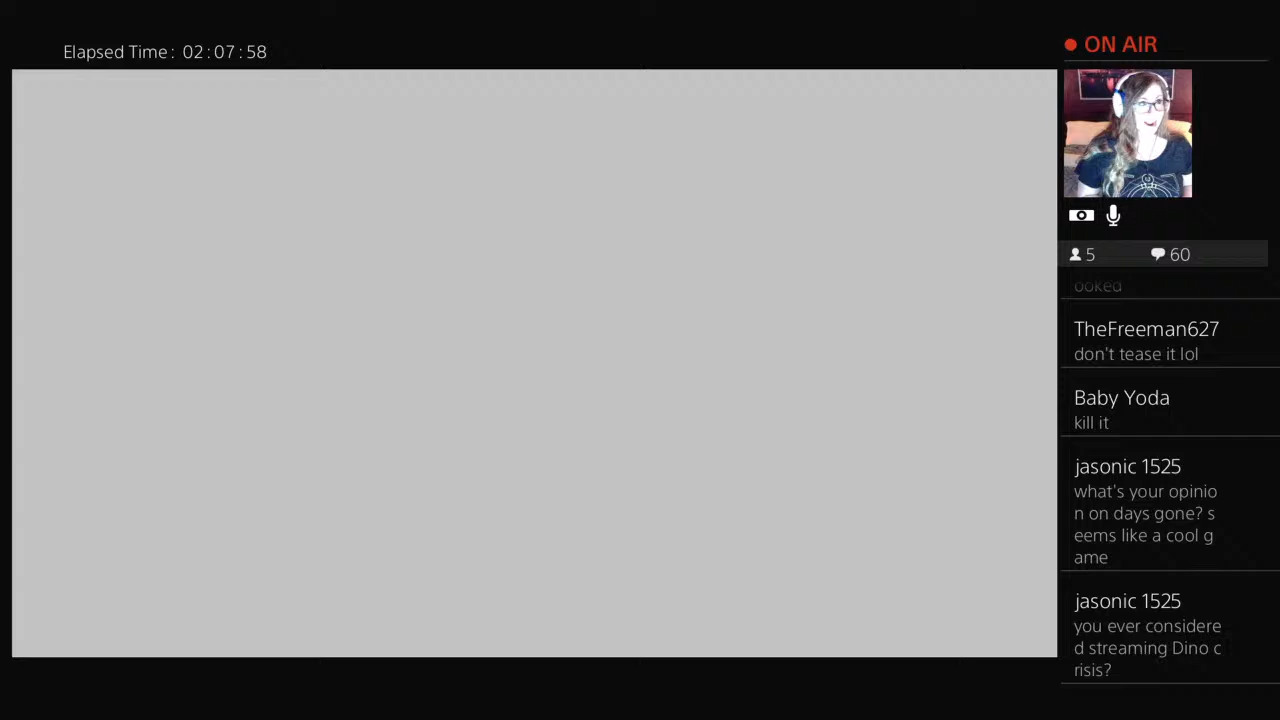 Elapsed Time: 02:07:58
ON AIR
5
60
ooked
TheFreeman627
don't tease it lol
Baby Yoda
kill it
jasonic 1525
what's your opinio
n on days gone? s
eems like a cool g
ame
jasonic 1525
you ever considere
d streaming Dino c
risis?